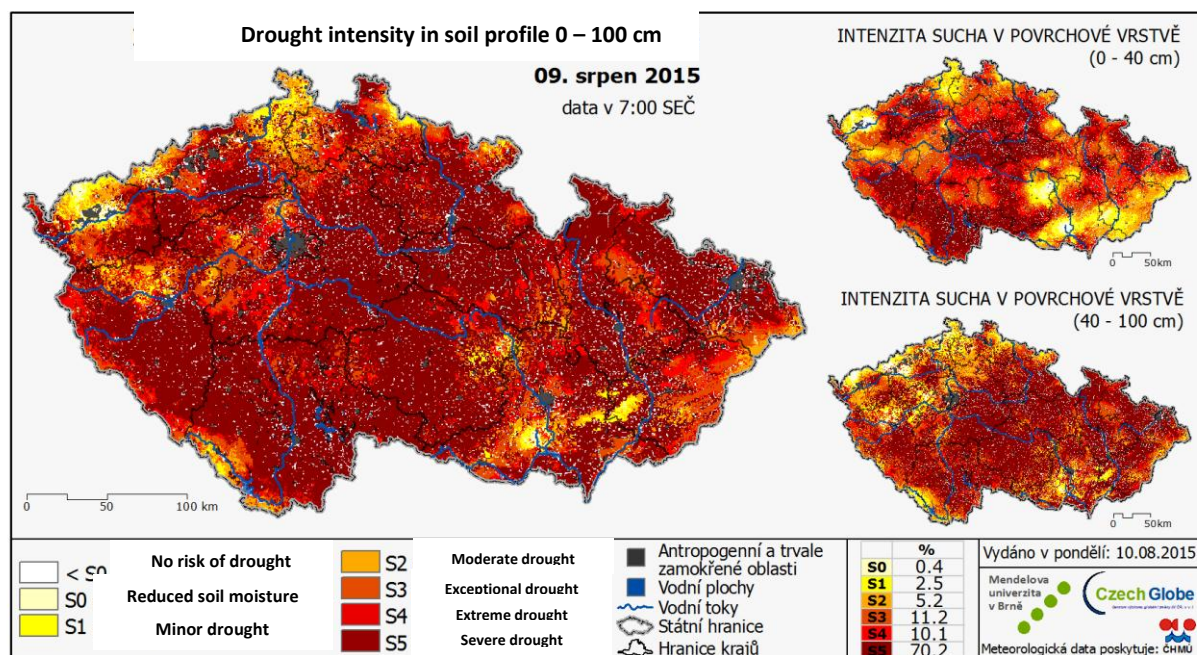 Drought intensity in soil profile 0 – 100 cm
09. srpen 2015
data v 7:00 SEČ
0 50 100 km
INTENZITA SUCHA V POVRCHOVÉ VRSTVĚ
(0 - 40 cm)
0 50km
INTENZITA SUCHA V POVRCHOVÉ VRSTVĚ
(40 - 100 cm)
0 50km
< S0
No risk of drought
S0
Reduced soil moisture
S1
Minor drought
S2
Moderate drought
S3
Exceptional drought
S4
Extreme drought
S5
Severe drought
Antropogenní a trvale
zamokřené oblasti
Vodní plochy
Vodní toky
Státní hranice
Hranice krajů
%
S0 0.4
S1 2.5
S2 5.2
S3 11.2
S4 10.1
S5 70.2
Vydáno v pondělí: 10.08.2015
Mendelova
univerzita
v Brně
CzechGlobe
Meteorologická data poskytuje: ČHMÚ